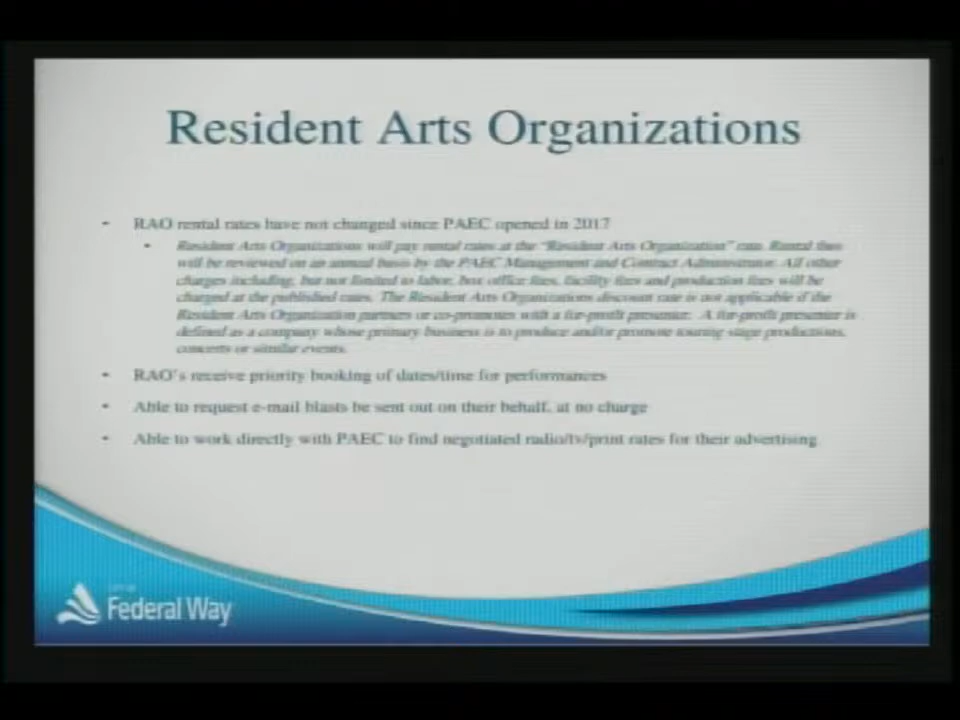 Resident Arts Organizations
• RAO rental rates have not changed since PAEC opened in 2017
• Resident Arts Organizations will pay rental rates at the "Resident Arts Organization" rate. Rental fees
will be reviewed on an annual basis by the PAEC Management and Contract Administrator. All other
charges including, but not limited to labor, box office fees, facility fees and production fees will be
charged at the published rates. The Resident Arts Organizations discount rate is not applicable if the
Resident Arts Organization partners or co-promotes with a for-profit presenter. A for-profit presenter is
defined as a company whose primary business is to produce and/or promote touring stage productions,
concerts or similar events.
• RAO's receive priority booking of dates/time for performances
• Able to request e-mail blasts be sent out on their behalf, at no charge
• Able to work directly with PAEC to find negotiated radio/tv/print rates for their advertising
CITY OF
Federal Way